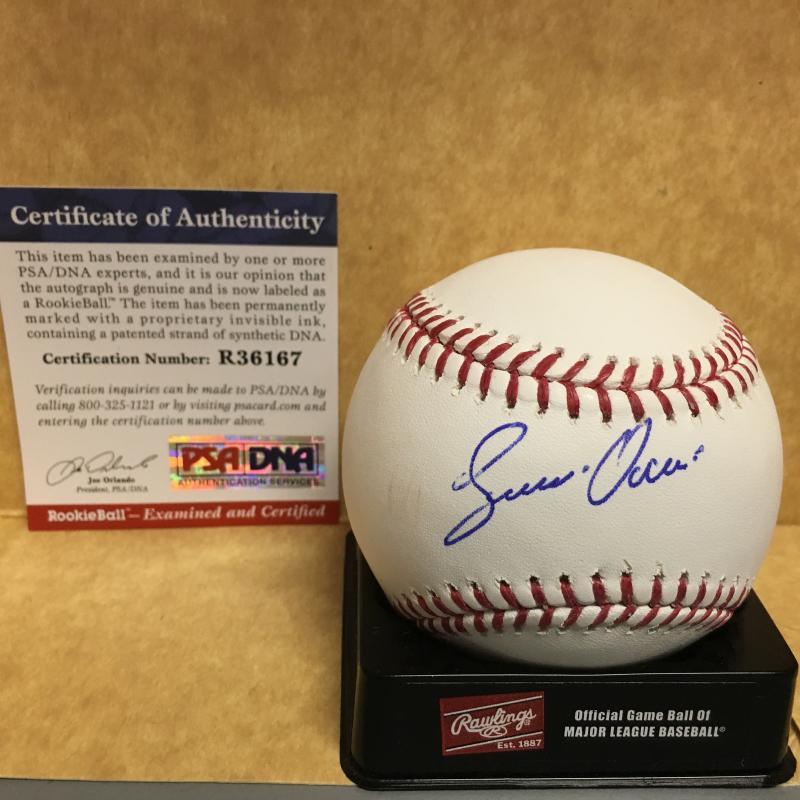 Certificate of Authenticity
This item has been examined by one or more
PSA/DNA experts, and it is our opinion that
the autograph is genuine and is now labeled as
a RookieBall.™ The item has been permanently
marked with a proprietary invisible ink,
containing a patented strand of synthetic DNA.
Certification Number: R36167
Verification inquiries can be made to PSA/DNA by
calling 800-325-1121 or by visiting psacard.com and
entering the certification number above.
PSA DNA
AUTHENTICATION SERVICES
Joe Orlando
President, PSA/DNA
RookieBall™— Examined and Certified
Rawlings
R
Est. 1887
Official Game Ball Of
MAJOR LEAGUE BASEBALL®